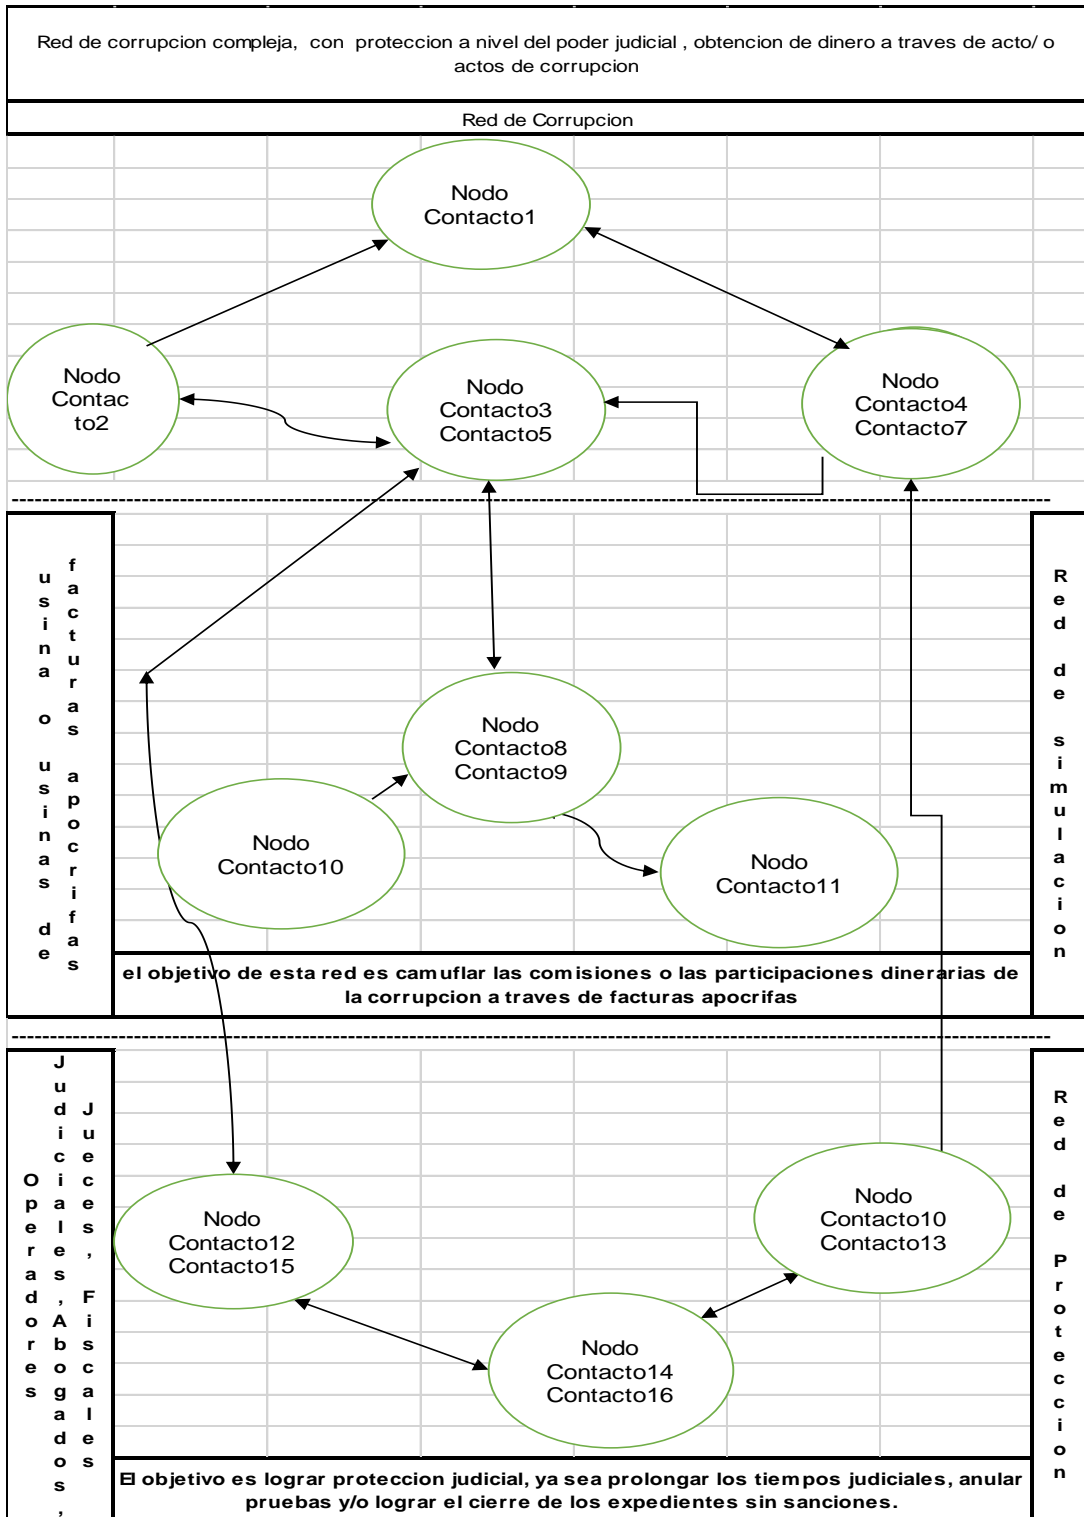 Red de corrupcion compleja, con proteccion a nivel del poder judicial , obtencion de dinero a traves de acto/ o
actos de corrupcion
Red de Corrupcion
Nodo
Contacto1
Nodo
Contac
to2
Nodo
Contacto3
Contacto5
Nodo
Contacto4
Contacto7
usina o usinas de
facturas apocrifas
Red de simulacion
Nodo
Contacto8
Contacto9
Nodo
Contacto10
Nodo
Contacto11
el objetivo de esta red es camuflar las comisiones o las participaciones dinerarias de
la corrupcion a traves de facturas apocrifas
Operadores
Judiciales,Abogados,
Jueces, Fiscales
Red de Proteccion
Nodo
Contacto12
Contacto15
Nodo
Contacto10
Contacto13
Nodo
Contacto14
Contacto16
El objetivo es lograr proteccion judicial, ya sea prolongar los tiempos judiciales, anular
pruebas y/o lograr el cierre de los expedientes sin sanciones.